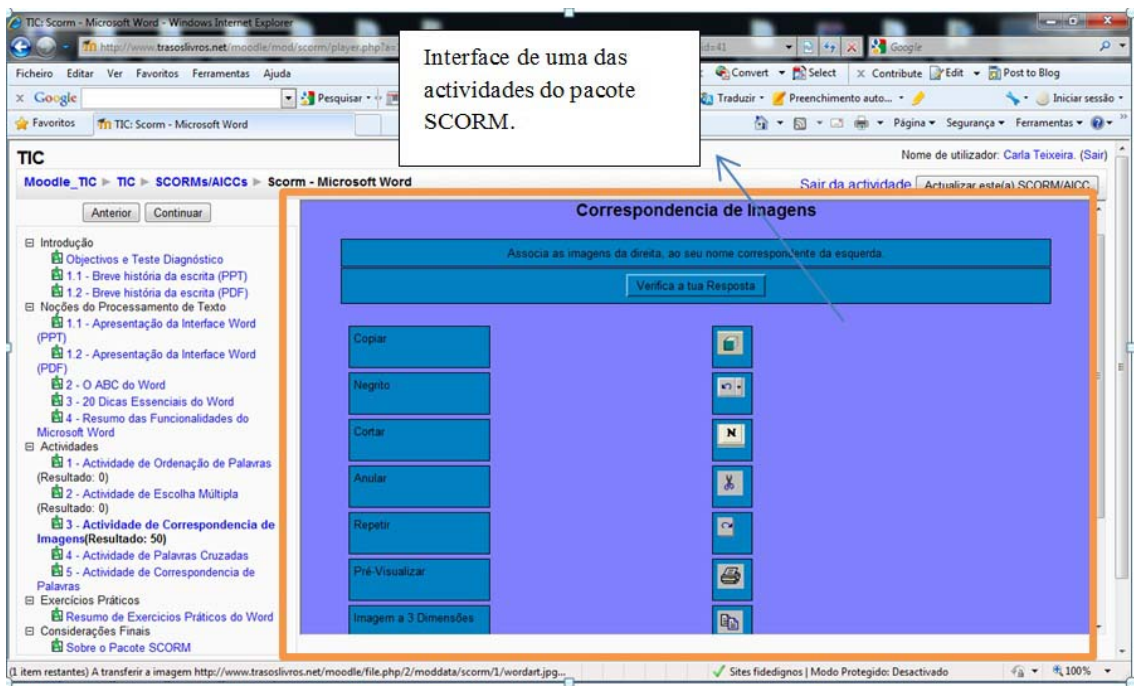 TIC: Scorm - Microsoft Word - Windows Internet Explorer
http://www.trasoslivros.net/moodle/mod/scorm/player.php?a=
id=41
Google
Ficheiro Editar Ver Favoritos Ferramentas Ajuda
Convert Select
x Contribute Edit Post to Blog
x Google
Pesquisar
Traduzir Preenchimento auto...
Iniciar sessão
Favoritos
TIC: Scorm - Microsoft Word
Página Segurança Ferramentas
Interface de uma das
actividades do pacote
SCORM.
TIC
Nome de utilizador: Carla Teixeira. (Sair)
Moodle_TIC ► TIC ► SCORMs/AICCs ► Scorm - Microsoft Word
Sair da actividade
Actualizar este(a) SCORM/AICC
Anterior Continuar
Introdução
Objectivos e Teste Diagnóstico
1.1 - Breve história da escrita (PPT)
1.2 - Breve história da escrita (PDF)
Noções do Processamento de Texto
1.1 - Apresentação da Interface Word
(PPT)
1.2 - Apresentação da Interface Word
(PDF)
2 - O ABC do Word
3 - 20 Dicas Essenciais do Word
4 - Resumo das Funcionalidades do
Microsoft Word
Actividades
1 - Actividade de Ordenação de Palavras
(Resultado: 0)
2 - Actividade de Escolha Múltipla
(Resultado: 0)
3 - Actividade de Correspondencia de
Imagens(Resultado: 50)
4 - Actividade de Palavras Cruzadas
5 - Actividade de Correspondencia de
Palavras
Exercícios Práticos
Resumo de Exercicios Práticos do Word
Considerações Finais
Sobre o Pacote SCORM
Correspondencia de Imagens
Associa as imagens da direita, ao seu nome correspondente da esquerda.
Verifica a tua Resposta
Copiar
Negrito
N
Cortar
Anular
Repetir
Pré-Visualizar
Imagem a 3 Dimensões
(1 item restantes) A transferir a imagem http://www.trasoslivros.net/moodle/file.php/2/moddata/scorm/1/wordart.jpg...
Sites fidedignos | Modo Protegido: Desactivado
100%